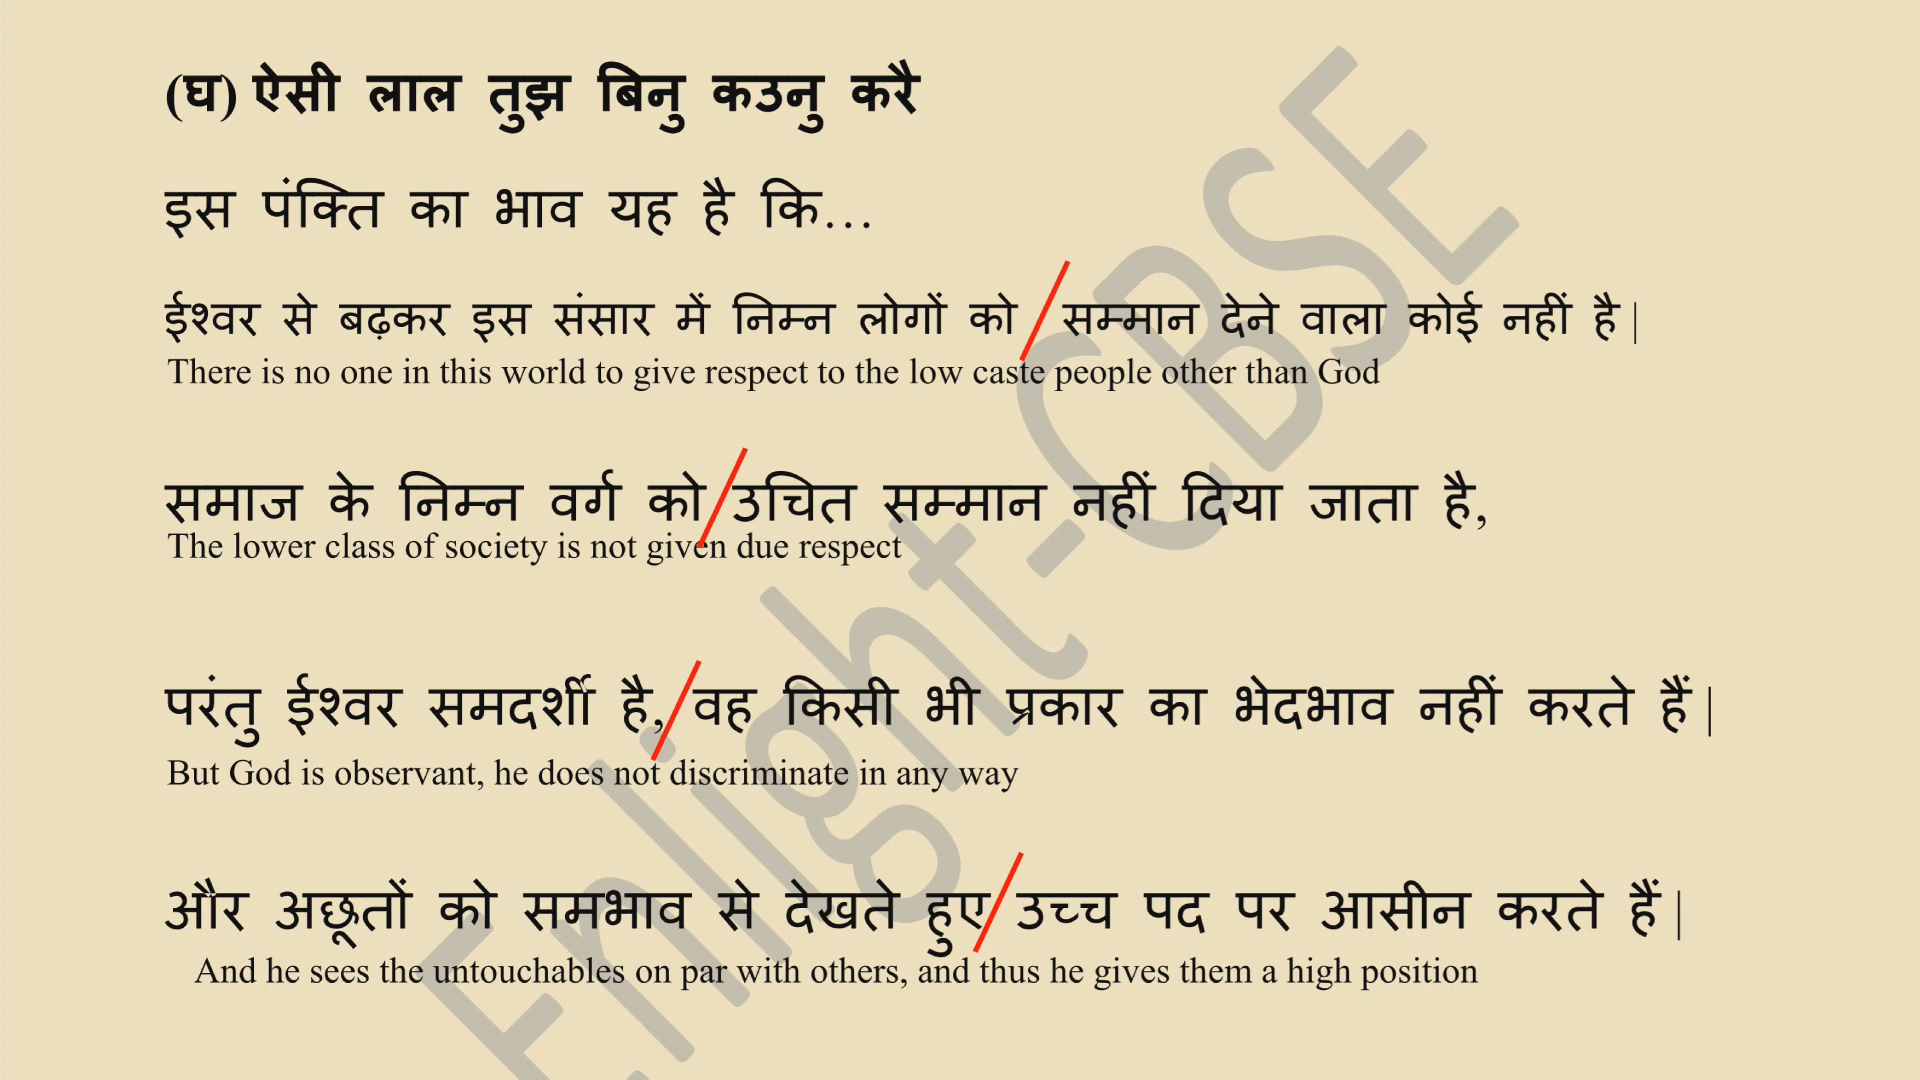 (घ) ऐसी लाल तुझ बिनु कउनु करै
इस पंक्ति का भाव यह है कि...
ईश्वर से बढ़कर इस संसार में निम्न लोगों को / सम्मान देने वाला कोई नहीं है|
There is no one in this world to give respect to the low caste people other than God
समाज के निम्न वर्ग को / उचित सम्मान नहीं दिया जाता है,
The lower class of society is not given due respect
परंतु ईश्वर समदर्शी है, / वह किसी भी प्रकार का भेदभाव नहीं करते हैं|
But God is observant, he does not discriminate in any way
और अछूतों को समभाव से देखते हुए / उच्च पद पर आसीन करते हैं|
And he sees the untouchables on par with others, and thus he gives them a high position
Enlight-CBSE